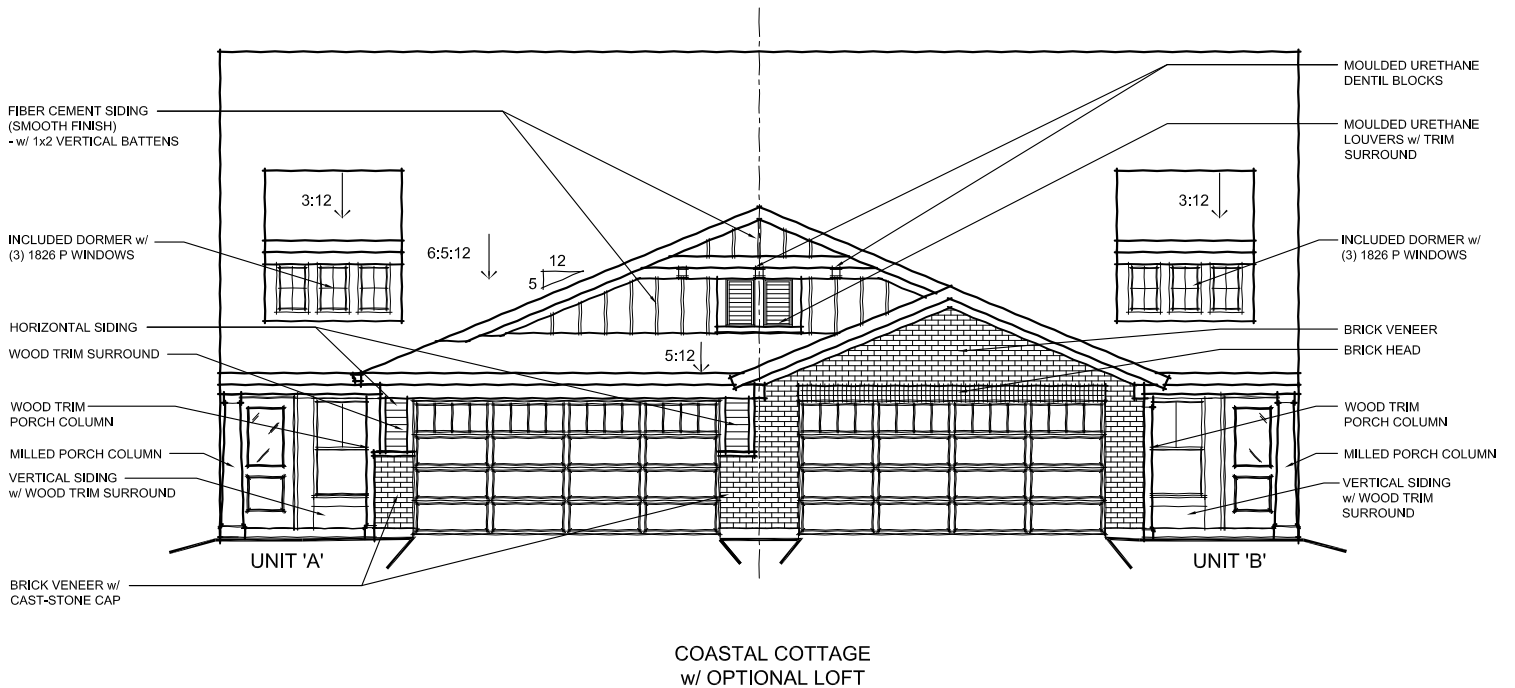 FIBER CEMENT SIDING
(SMOOTH FINISH)
- w/ 1x2 VERTICAL BATTENS
INCLUDED DORMER w/
(3) 1826 P WINDOWS
HORIZONTAL SIDING
WOOD TRIM SURROUND
WOOD TRIM
PORCH COLUMN
MILLED PORCH COLUMN
VERTICAL SIDING
w/ WOOD TRIM SURROUND
BRICK VENEER w/
CAST-STONE CAP
3:12
6:5:12
12
5
5:12
3:12
MOULDED URETHANE
DENTIL BLOCKS
MOULDED URETHANE
LOUVERS w/ TRIM
SURROUND
INCLUDED DORMER w/
(3) 1826 P WINDOWS
BRICK VENEER
BRICK HEAD
WOOD TRIM
PORCH COLUMN
MILLED PORCH COLUMN
VERTICAL SIDING
w/ WOOD TRIM
SURROUND
UNIT 'A'
UNIT 'B'
COASTAL COTTAGE
w/ OPTIONAL LOFT